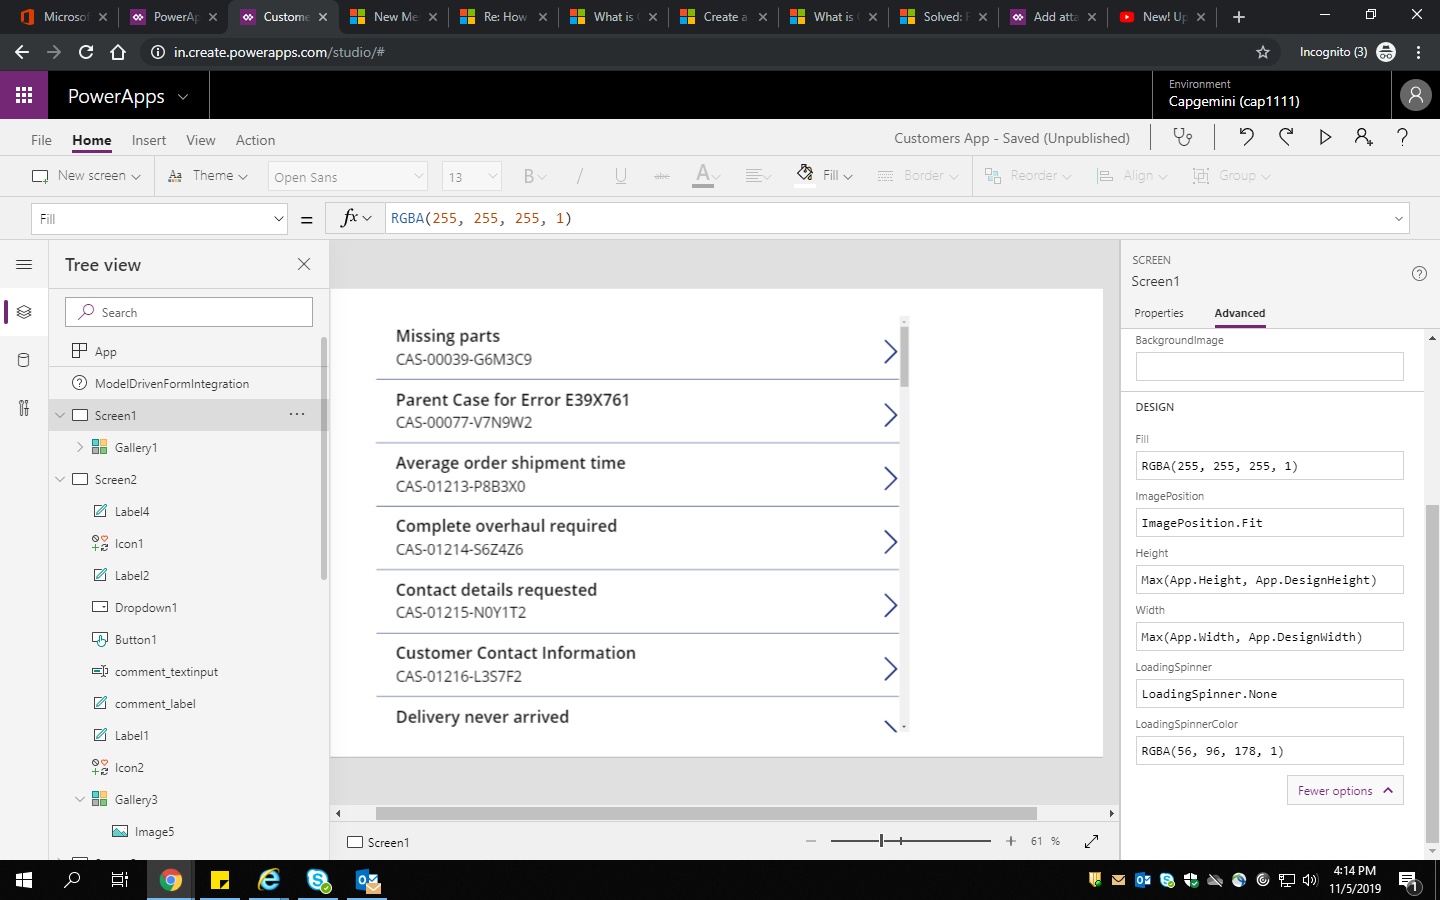 Microsof
PowerAp
Custome
New Me
Re: How
What is
Create a
What is
Solved:
Add atta
New! Up
in.create.powerapps.com/studio/#
Incognito (3)
PowerApps
Environment
Capgemini (cap1111)
File
Home
Insert
View
Action
Customers App - Saved (Unpublished)
New screen
Theme
Open Sans
13
B
I
U
abc
A
Fill
Border
Reorder
Align
Group
Fill
=
fx
RGBA(255, 255, 255, 1)
Tree view
Search
App
ModelDrivenFormIntegration
Screen1
Gallery1
Screen2
Label4
Icon1
Label2
Dropdown1
Button1
comment_textinput
comment_label
Label1
Icon2
Gallery3
Image5
Missing parts
CAS-00039-G6M3C9
Parent Case for Error E39X761
CAS-00077-V7N9W2
Average order shipment time
CAS-01213-P8B3X0
Complete overhaul required
CAS-01214-S6Z4Z6
Contact details requested
CAS-01215-N0Y1T2
Customer Contact Information
CAS-01216-L3S7F2
Delivery never arrived
Screen1
61 %
SCREEN
Screen1
Properties
Advanced
BackgroundImage
DESIGN
Fill
RGBA(255, 255, 255, 1)
ImagePosition
ImagePosition.Fit
Height
Max(App.Height, App.DesignHeight)
Width
Max(App.Width, App.DesignWidth)
LoadingSpinner
LoadingSpinner.None
LoadingSpinnerColor
RGBA(56, 96, 178, 1)
Fewer options
4:14 PM
11/5/2019
1